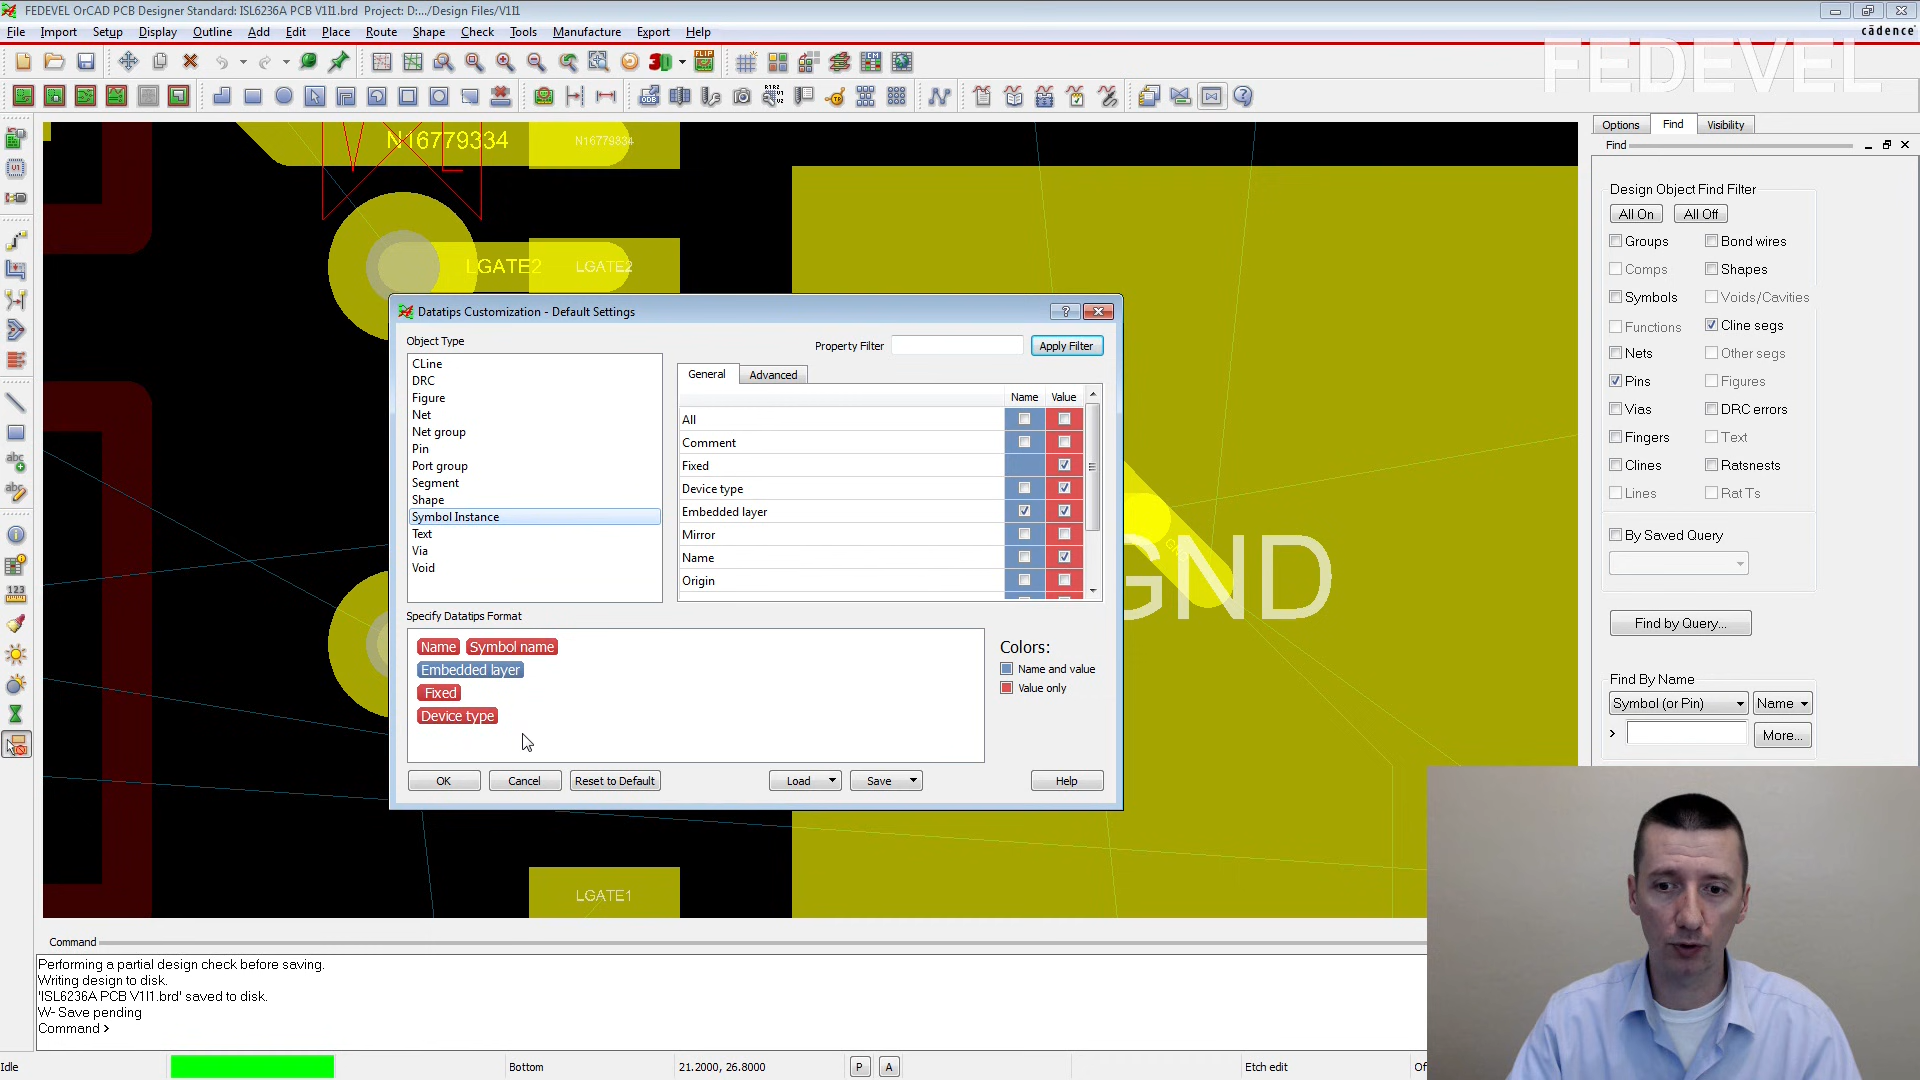 FEDEVEL OrCAD PCB Designer Standard: ISL6236A PCB V1I1.brd Project: D:.../Design Files/V1I1
File Import Setup Display Outline Add Edit Place Route Shape Check Tools Manufacture Export Help
cādence
FEDEVEL
Options Find Visibility
Find
Design Object Find Filter
All On All Off
Groups Bond wires
Comps Shapes
Symbols Voids/Cavities
Functions Cline segs
Nets Other segs
Pins Figures
Vias DRC errors
Fingers Text
Clines Ratsnests
Lines Rat Ts
By Saved Query
Find by Query...
Find By Name
Symbol (or Pin) Name
> More...
N16779334 N16779334
LGATE2 LGATE2
GND
LGATE1
Datatips Customization - Default Settings
Object Type
Property Filter Apply Filter
CLine
DRC
Figure
Net
Net group
Pin
Port group
Segment
Shape
Symbol Instance
Text
Via
Void
General Advanced
Name Value
All
Comment
Fixed
Device type
Embedded layer
Mirror
Name
Origin
Specify Datatips Format
Name Symbol name
Embedded layer
Fixed
Device type
Colors:
Name and value
Value only
OK Cancel Reset to Default Load Save Help
Command
Performing a partial design check before saving.
Writing design to disk.
'ISL6236A PCB V1I1.brd' saved to disk.
W- Save pending
Command >
Idle Bottom 21.2000, 26.8000 P A Etch edit